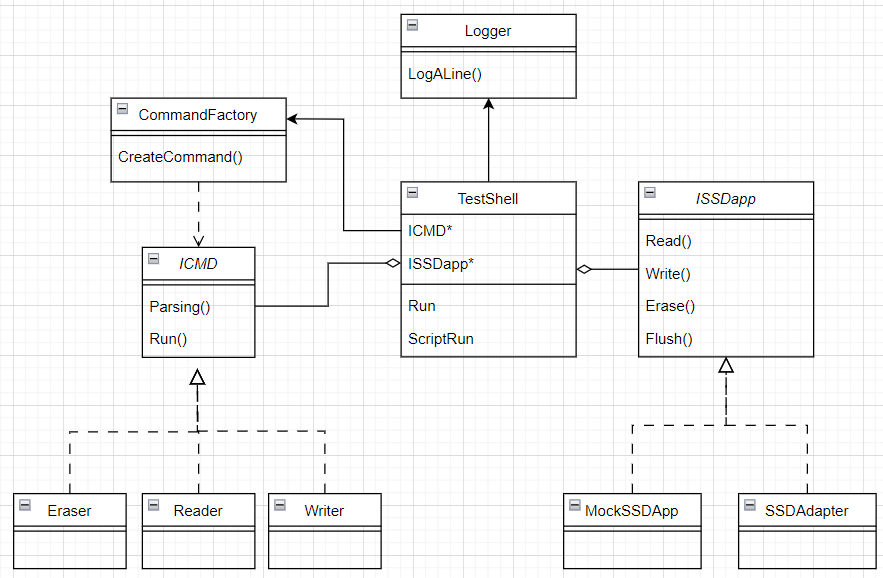 Logger
LogALine()
CommandFactory
CreateCommand()
TestShell
ICMD*
ISSDapp*
Run
ScriptRun
ISSDapp
Read()
Write()
Erase()
Flush()
ICMD
Parsing()
Run()
Eraser
Reader
Writer
MockSSDApp
SSDAdapter